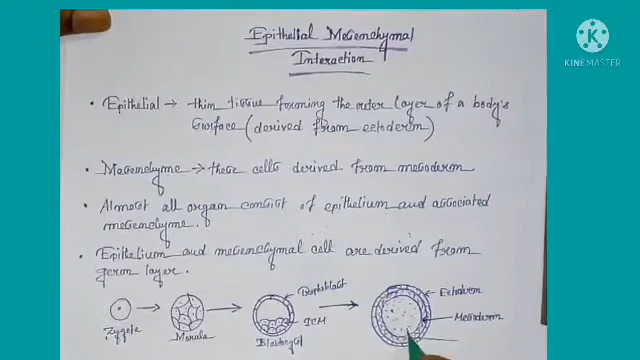 KINEMASTER
Epithelial Mesenchymal
Interaction
• Epithelial → thin tissue forming the outer layer of a body's
surface (derived from ectoderm)
• Mesenchyme → these cells derived from mesoderm
• Almost all organ consist of epithelium and associated
mesenchyme.
• Epithelium and mesenchymal cell are derived from
germ layer.
Zygote
Morula
ICM
Ectoderm
Mesoderm